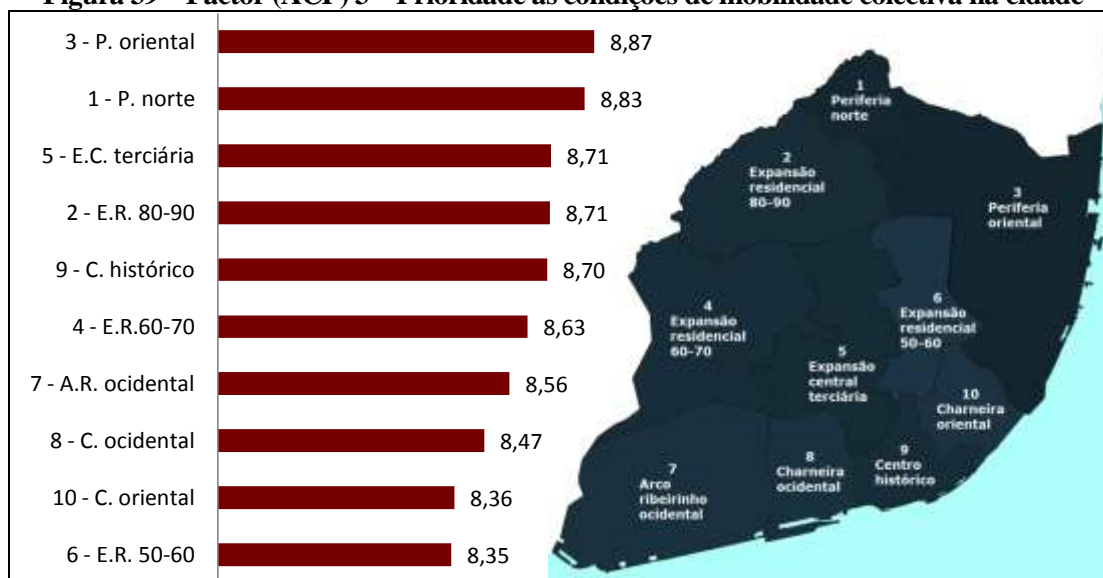 Figura 39 – Factor (ACP) 3 – Prioridade às condições de mobilidade colectiva na cidade
3 - P. oriental 8,87
1 - P. norte 8,83
5 - E.C. terciária 8,71
2 - E.R. 80-90 8,71
9 - C. histórico 8,70
4 - E.R.60-70 8,63
7 - A.R. ocidental 8,56
8 - C. ocidental 8,47
10 - C. oriental 8,36
6 - E.R. 50-60 8,35
1
Periferia
norte
2
Expansão
residencial
80-90
3
Periferia
oriental
4
Expansão
residencial
60-70
6
Expansão
residencial
50-60
5
Expansão
central
terciária
10
Charneira
oriental
7
Arco
ribeirinho
ocidental
8
Charneira
ocidental
9
Centro
histórico